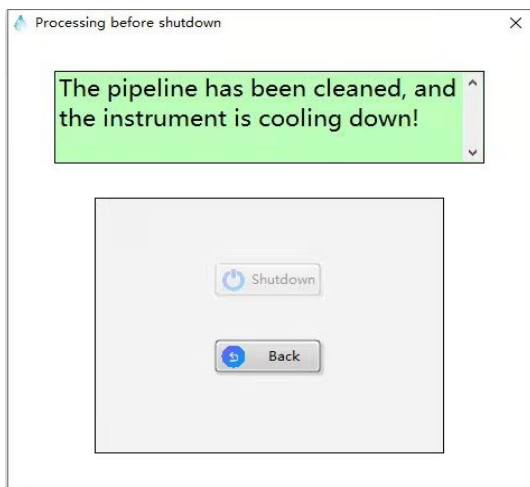 Processing before shutdown
The pipeline has been cleaned, and
the instrument is cooling down!
Shutdown
Back